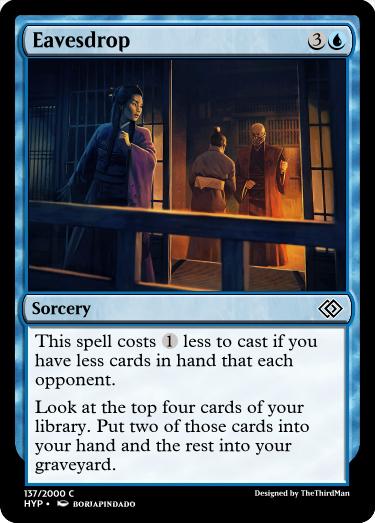 Eavesdrop 3
Sorcery
This spell costs 1 less to cast if you
have less cards in hand that each
opponent.
Look at the top four cards of your
library. Put two of those cards into
your hand and the rest into your
graveyard.
137/2000 C
Designed by TheThirdMan
HYP • BORJAPINDADO